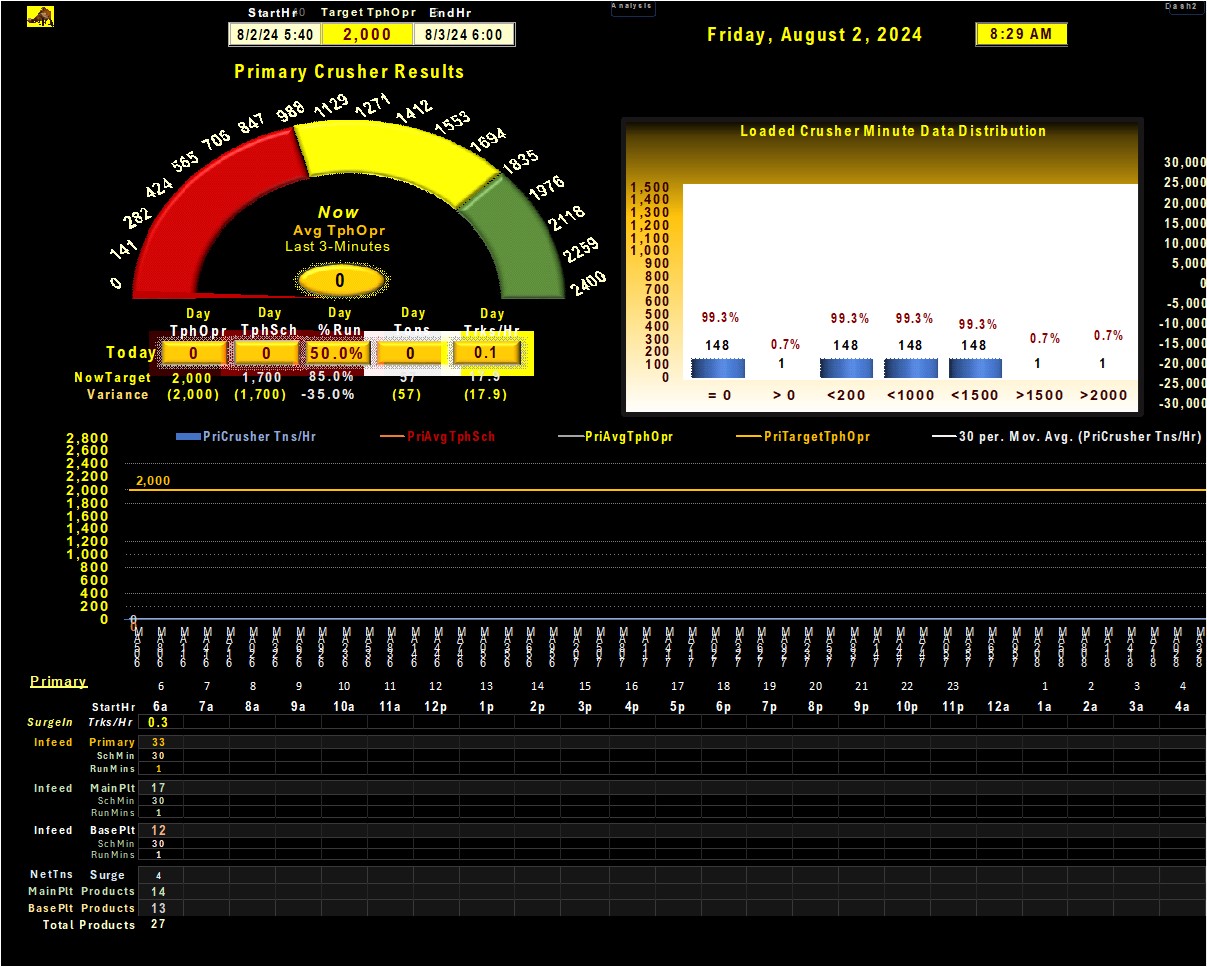 StartHr Target TphOpr EndHr
8/2/24 5:40 2,000 8/3/24 6:00
Analysis
Dash2
Friday, August 2, 2024
8:29 AM
Primary Crusher Results
0 141 282 424 565 706 847 988 1129 1271 1412 1553 1694 1835 1976 2118 2259 2400
Now
Avg TphOpr
Last 3-Minutes
0
Day Day Day Day Day
TphOpr TphSch %Run Tons Trks/Hr
Today 0 0 50.0% 0 0.1
NowTarget 2,000 1,700 85.0% 57 17.9
Variance (2,000) (1,700) -35.0% (57) (17.9)
Loaded Crusher Minute Data Distribution
1,500
1,400
1,300
1,200
1,100
1,000
900
800
700
600
500
400
300
200
100
0
99.3% 0.7% 99.3% 99.3% 99.3% 0.7% 0.7%
148 1 148 148 148 1 1
= 0 > 0 <200 <1000 <1500 >1500 >2000
30,000
25,000
20,000
15,000
10,000
5,000
0
-5,000
-10,000
-15,000
-20,000
-25,000
-30,000
PriCrusher Tns/Hr PriAvgTphSch PriAvgTphOpr PriTargetTphOpr 30 per. Mov. Avg. (PriCrusher Tns/Hr)
2,800
2,600
2,400
2,200
2,000
1,800
1,600
1,400
1,200
1,000
800
600
400
200
0
2,000
Primary 6 7 8 9 10 11 12 13 14 15 16 17 18 19 20 21 22 23 1 2 3 4
StartHr 6a 7a 8a 9a 10a 11a 12p 1p 2p 3p 4p 5p 6p 7p 8p 9p 10p 11p 12a 1a 2a 3a 4a
SurgeIn Trks/Hr 0.3
Infeed Primary 33
SchMin 30
RunMins 1
Infeed MainPlt 17
SchMin 30
RunMins 1
Infeed BasePlt 12
SchMin 30
RunMins 1
NetTns Surge 4
MainPlt Products 14
BasePlt Products 13
Total Products 27